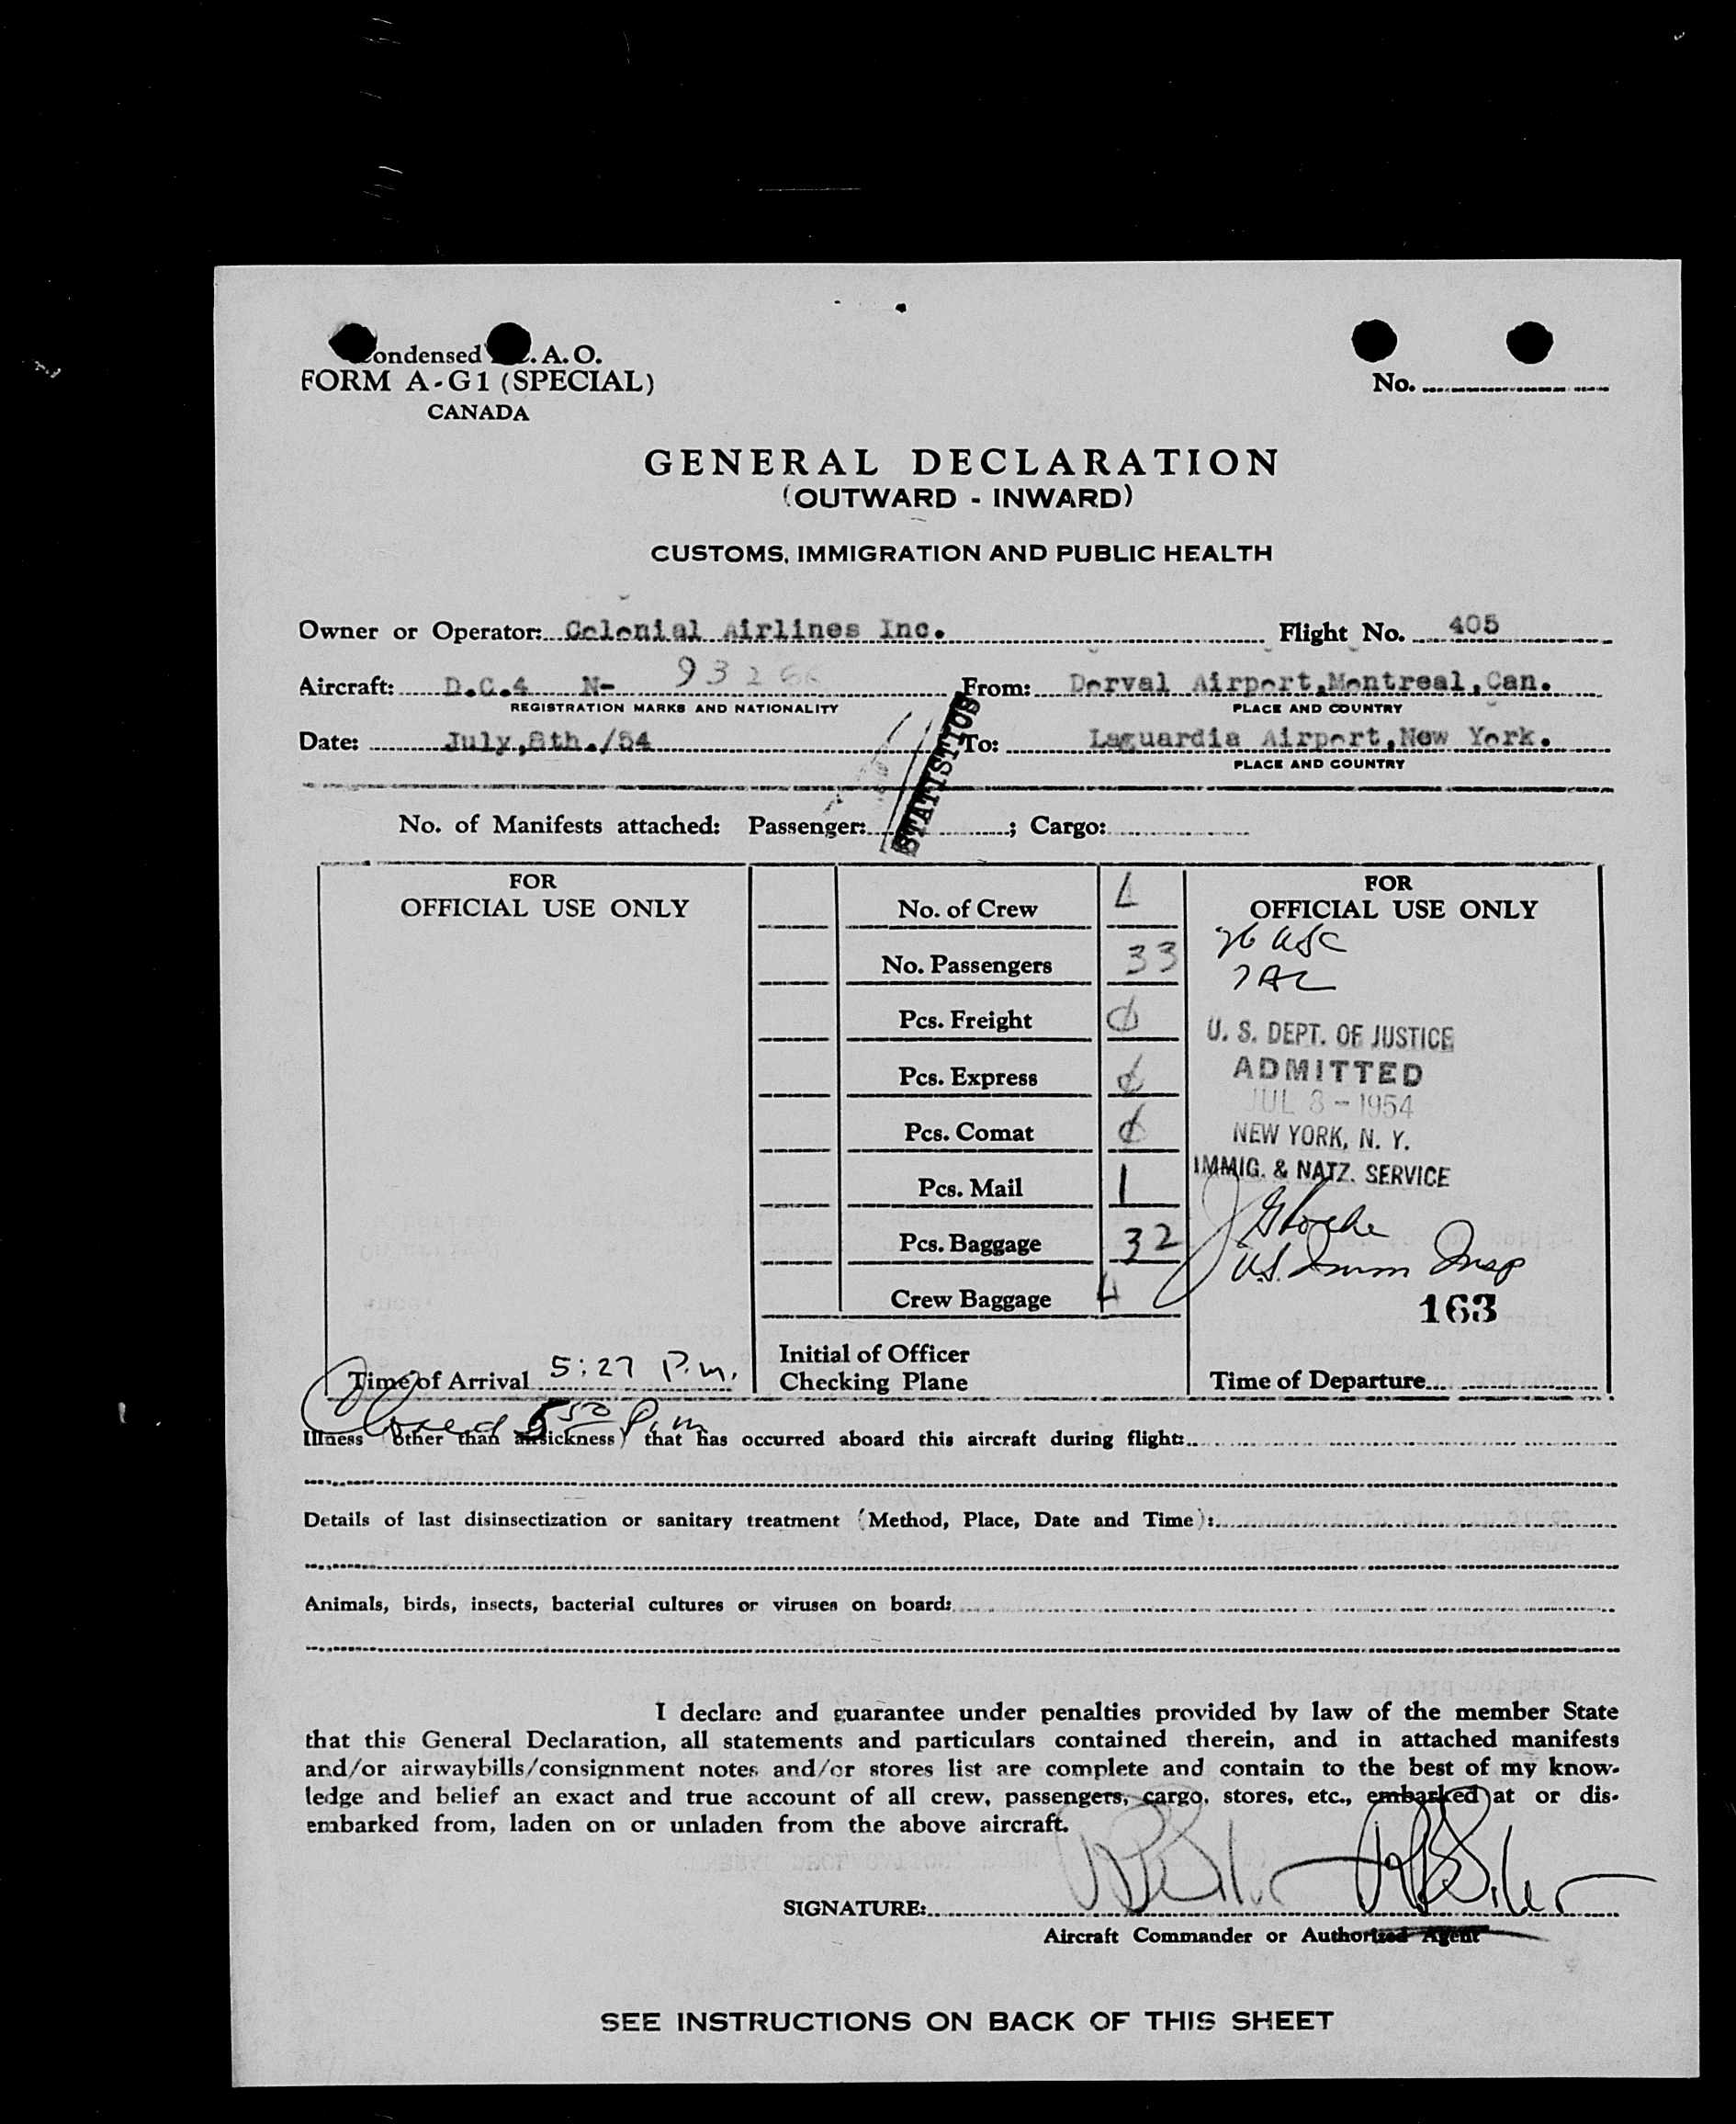 ondensed .A.O.
FORM A-G1 (SPECIAL)
CANADA
No.
GENERAL DECLARATION
(OUTWARD - INWARD)
CUSTOMS, IMMIGRATION AND PUBLIC HEALTH
Owner or Operator: Colonial Airlines Inc. Flight No. 405
Aircraft: D.C.4 N- 93266 From: Dorval Airport,Montreal,Can.
REGISTRATION MARKS AND NATIONALITY PLACE AND COUNTRY
Date: July,8th./54 To: Laguardia Airport,New York.
PLACE AND COUNTRY
STATISTICS
No. of Manifests attached: Passenger: ; Cargo:
FOR
OFFICIAL USE ONLY
No. of Crew 4
No. Passengers 33
Pcs. Freight
Pcs. Express
Pcs. Comat
Pcs. Mail 1
Pcs. Baggage 32
Crew Baggage 4
FOR
OFFICIAL USE ONLY
26 USC
7 AL
U. S. DEPT. OF JUSTICE
ADMITTED
JUL 8 - 1954
NEW YORK, N. Y.
IMMIG. & NATZ. SERVICE
U.S. Imm Insp
163
Time of Arrival 5:27 P.m.
Initial of Officer
Checking Plane
Time of Departure
Closed 5 50 P.m
Illness (other than airsickness) that has occurred aboard this aircraft during flight:
Details of last disinsectization or sanitary treatment (Method, Place, Date and Time):
Animals, birds, insects, bacterial cultures or viruses on board:
I declare and guarantee under penalties provided by law of the member State
that this General Declaration, all statements and particulars contained therein, and in attached manifests
and/or airwaybills/consignment notes and/or stores list are complete and contain to the best of my know-
ledge and belief an exact and true account of all crew, passengers, cargo, stores, etc., embarked at or dis-
embarked from, laden on or unladen from the above aircraft.
SIGNATURE:
Aircraft Commander or Authorized Agent
SEE INSTRUCTIONS ON BACK OF THIS SHEET